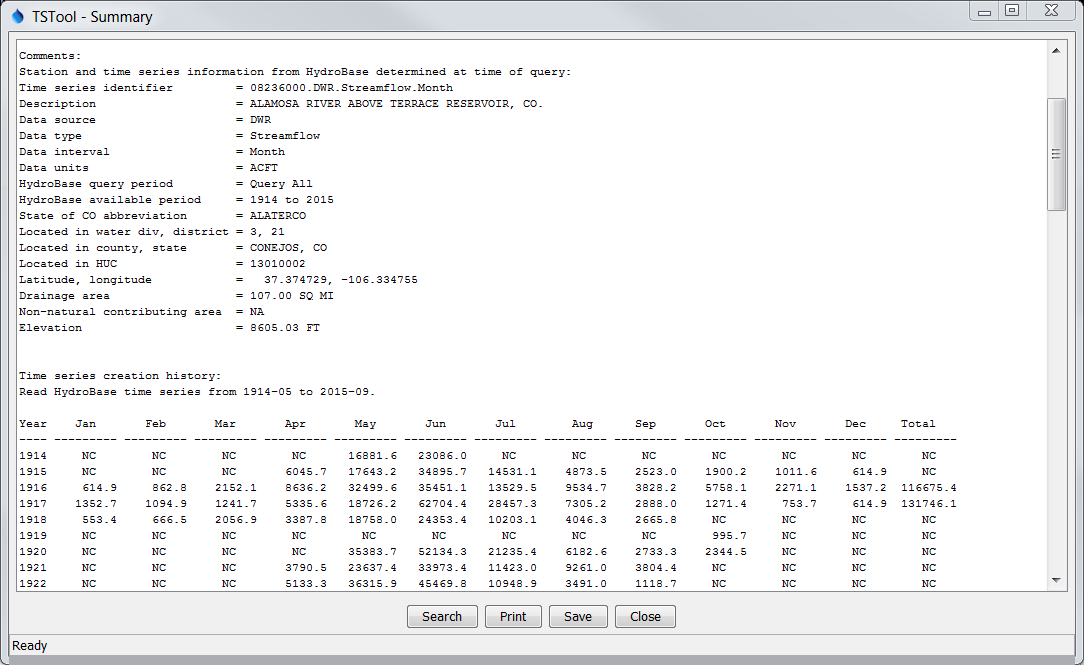 TSTool - Summary
Comments:
Station and time series information from HydroBase determined at time of query:
Time series identifier         = 08236000.DWR.Streamflow.Month
Description                    = ALAMOSA RIVER ABOVE TERRACE RESERVOIR, CO.
Data source                    = DWR
Data type                      = Streamflow
Data interval                  = Month
Data units                     = ACFT
HydroBase query period         = Query All
HydroBase available period     = 1914 to 2015
State of CO abbreviation       = ALATERCO
Located in water div, district = 3, 21
Located in county, state       = CONEJOS, CO
Located in HUC                 = 13010002
Latitude, longitude            =   37.374729, -106.334755
Drainage area                  = 107.00 SQ MI
Non-natural contributing area  = NA
Elevation                      = 8605.03 FT
Time series creation history:
Read HydroBase time series from 1914-05 to 2015-09.
Year    Jan       Feb       Mar       Apr       May       Jun       Jul        Aug      Sep       Oct       Nov       Dec     Total
---- --------- --------- --------- --------- --------- --------- --------- --------- --------- --------- --------- --------- ----------
1914     NC        NC        NC        NC     16881.6   23086.0     NC        NC        NC        NC        NC        NC        NC
1915     NC        NC        NC      6045.7   17643.2   34895.7   14531.1    4873.5    2523.0    1900.2    1011.6     614.9     NC
1916     614.9     862.8    2152.1    8636.2   32499.6   35451.1   13529.5    9534.7    3828.2    5758.1    2271.1    1537.2  116675.4
1917    1352.7    1094.9    1241.7    5335.6   18726.2   62704.4   28457.3    7305.2    2888.0    1271.4     753.7     614.9  131746.1
1918     553.4     666.5    2056.9    3387.8   18758.0   24353.4   10203.1    4046.3    2665.8     NC        NC        NC        NC
1919     NC        NC        NC        NC        NC        NC        NC        NC        NC       995.7     NC        NC        NC
1920     NC        NC        NC        NC     35383.7   52134.3   21235.4    6182.6    2733.3    2344.5     NC        NC        NC
1921     NC        NC        NC      3790.5   23637.4   33973.4   11423.0    9261.0    3804.4     NC        NC        NC        NC
1922     NC        NC        NC      5133.3   36315.9   45469.8   10948.9    3491.0    1118.7     NC        NC        NC        NC
Search Print Save Close
Ready